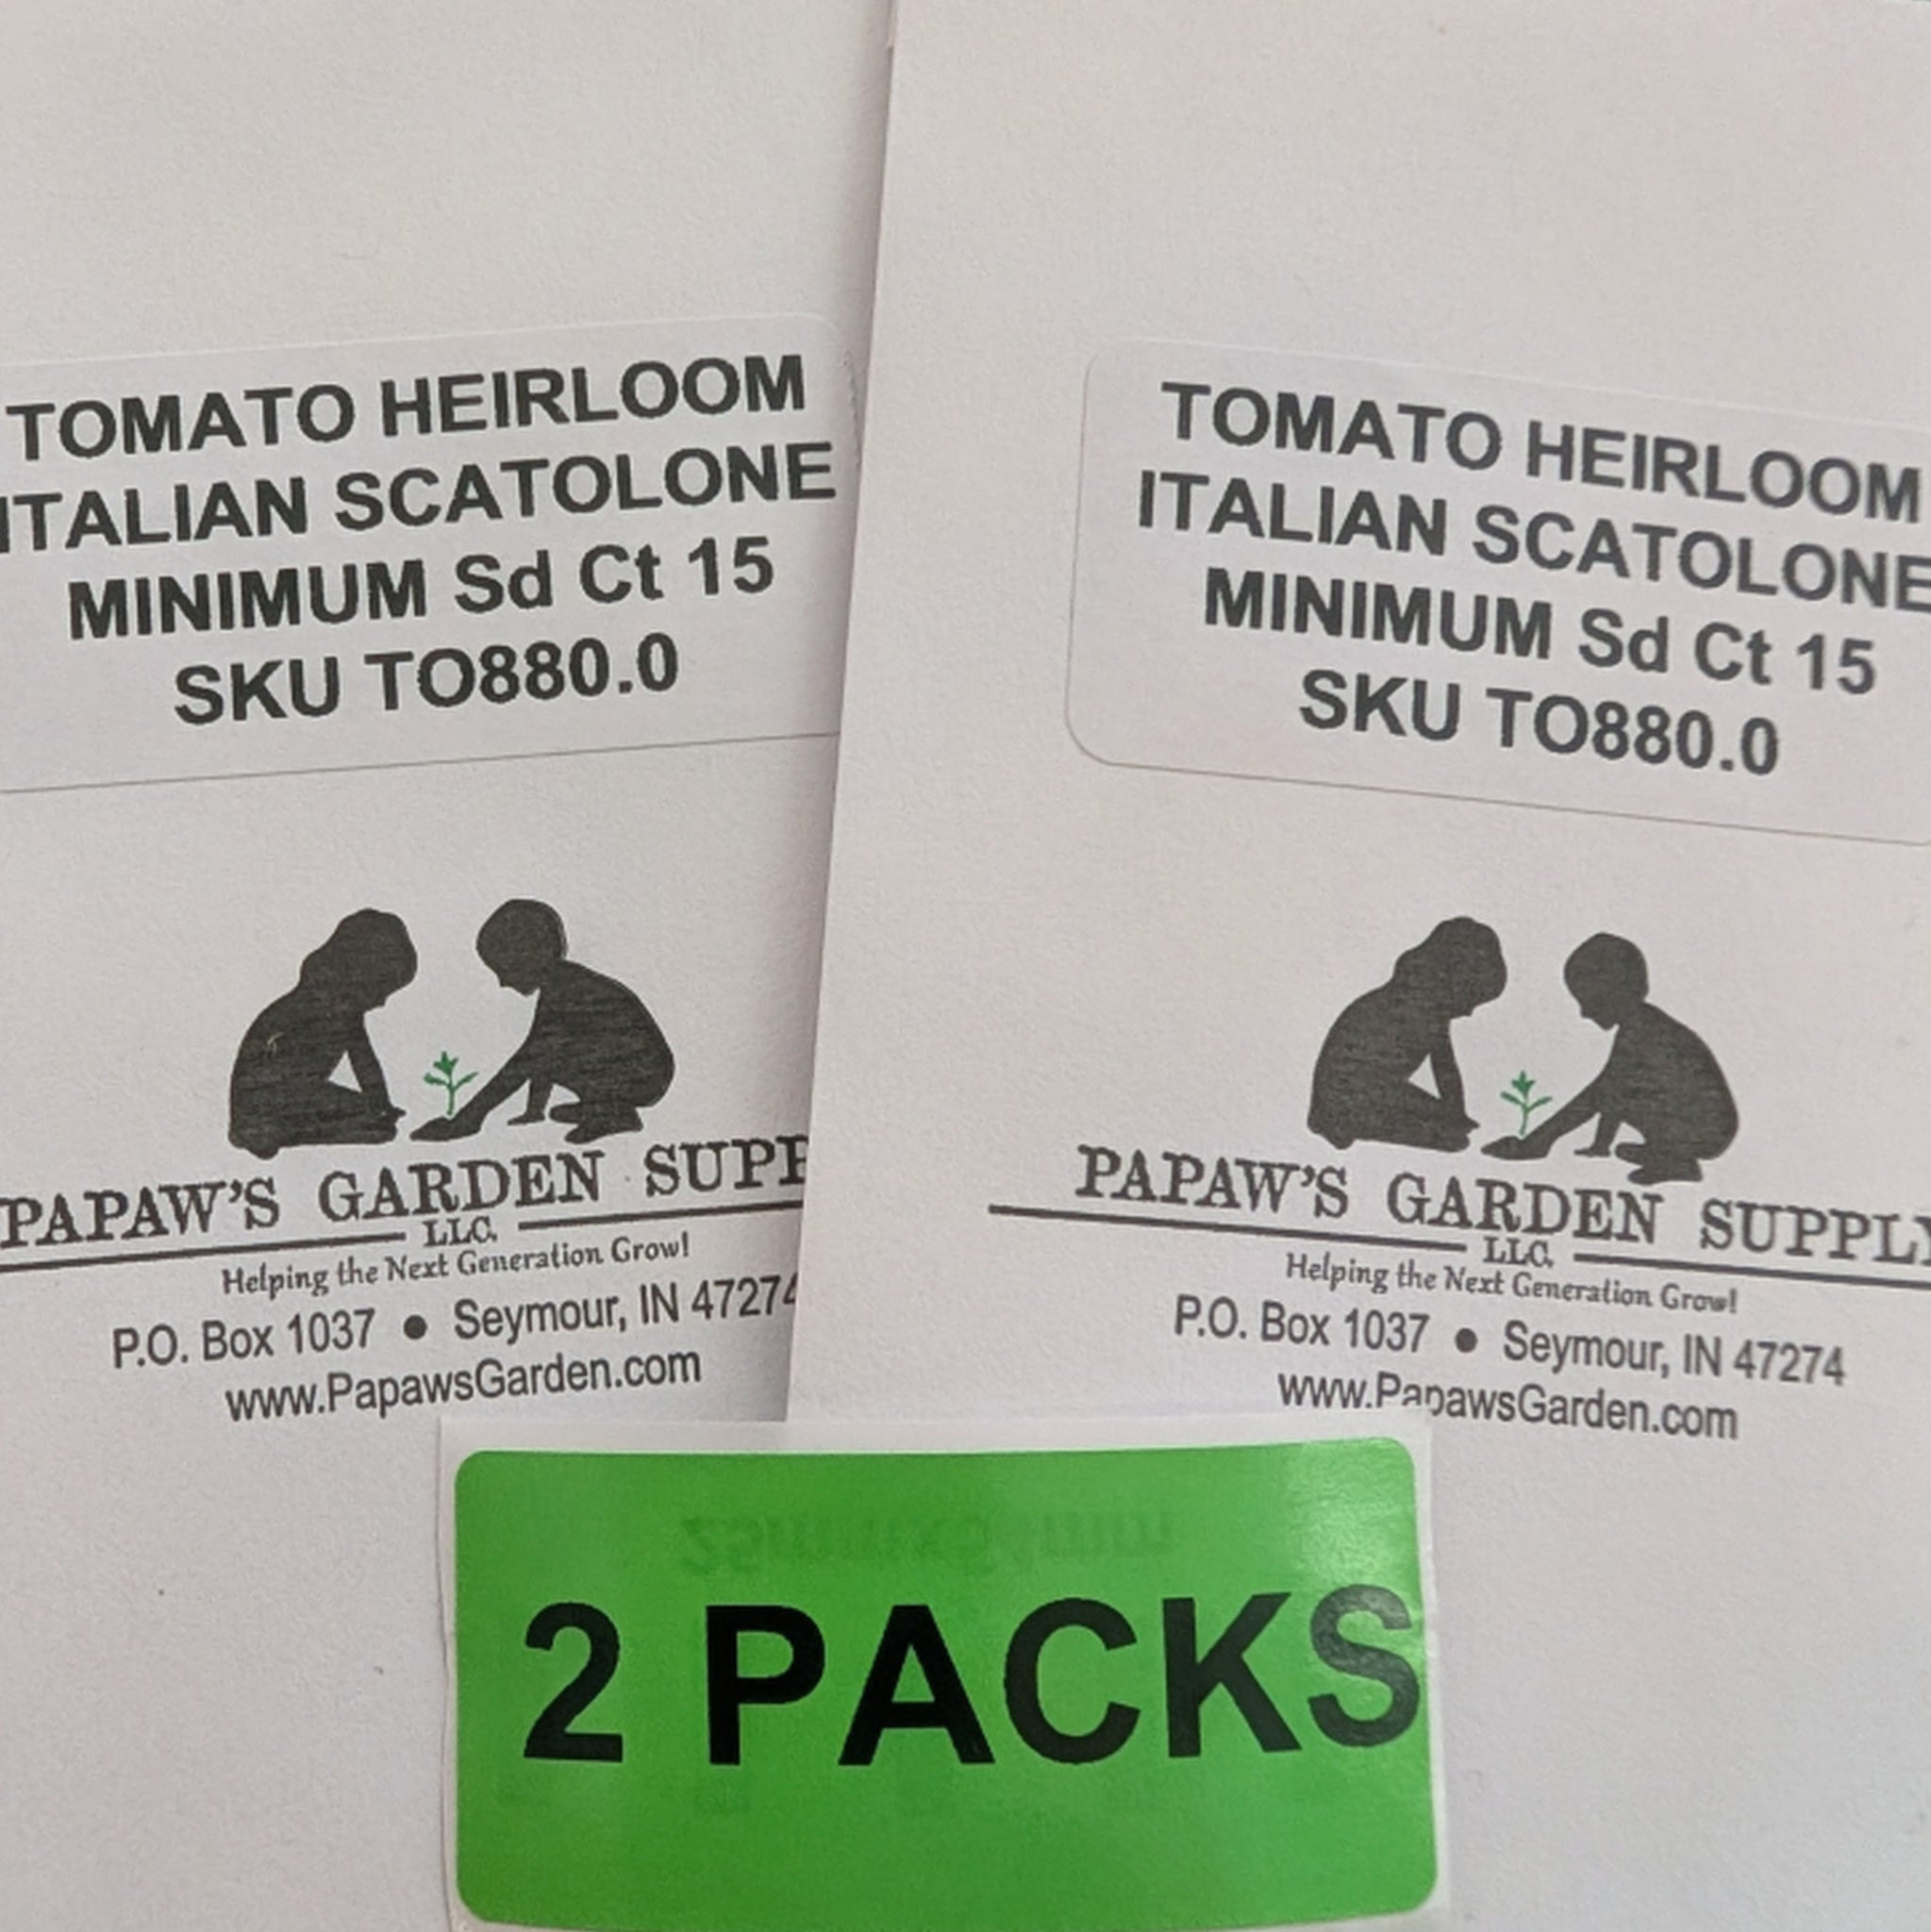 TOMATO HEIRLOOM
ITALIAN SCATOLONE
MINIMUM Sd Ct 15
SKU TO880.0
PAPAW'S GARDEN SUPP
LLC.
Helping the Next Generation Grow!
P.O. Box 1037 ● Seymour, IN 47274
www.PapawsGarden.com
TOMATO HEIRLOOM
ITALIAN SCATOLONE
MINIMUM Sd Ct 15
SKU TO880.0
PAPAW'S GARDEN SUPPLY
LLC.
Helping the Next Generation Grow!
P.O. Box 1037 ● Seymour, IN 47274
www.PapawsGarden.com
2 PACKS